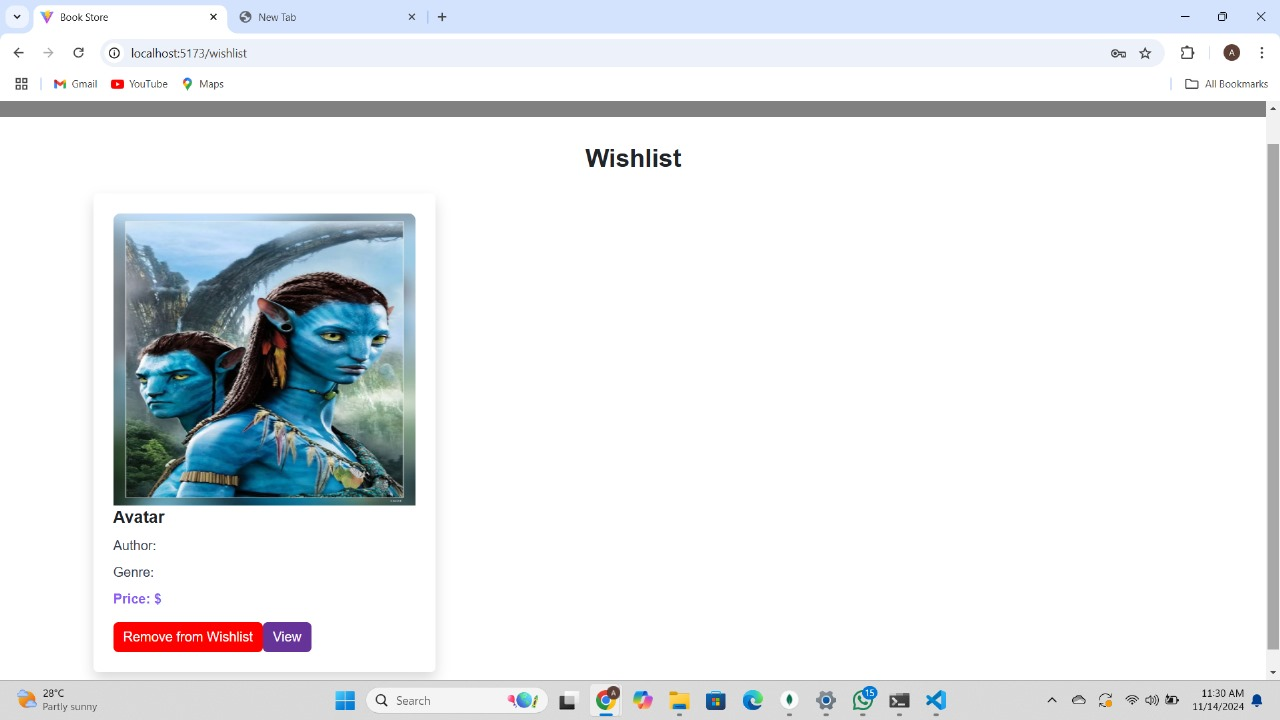 Book Store
New Tab
localhost:5173/wishlist
A
Gmail
YouTube
Maps
All Bookmarks
Wishlist
Avatar
Author:
Genre:
Price: $
Remove from Wishlist
View
28°C
Partly sunny
Search
A
15
11:30 AM
11/14/2024